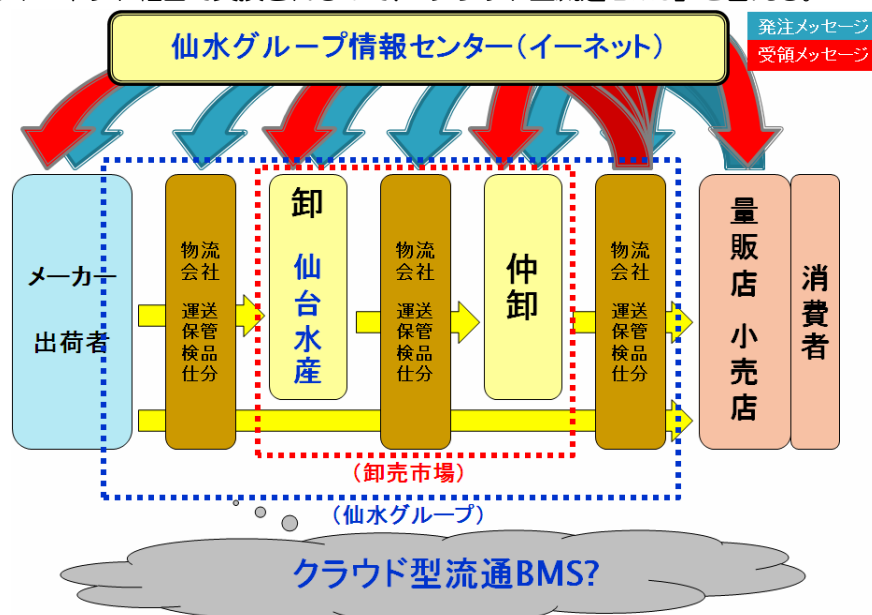 仙水グループ情報センター(イーネット)
発注メッセージ
受領メッセージ
メーカー
出荷者
物流
会社
運送
保管
検品
仕分
卸
仙台水産
物流
会社
運送
保管
検品
仕分
仲卸
物流
会社
運送
保管
検品
仕分
量販店
小売店
消費者
(卸売市場)
(仙水グループ)
クラウド型流通BMS?